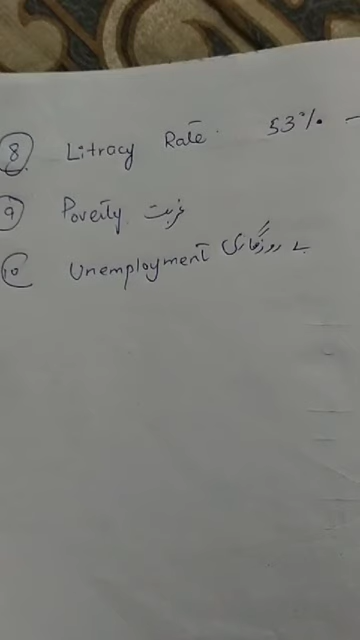 8 Litracy Rate. 53% –
9 Poverty. غربت
10 Unemployment بے روزگاری